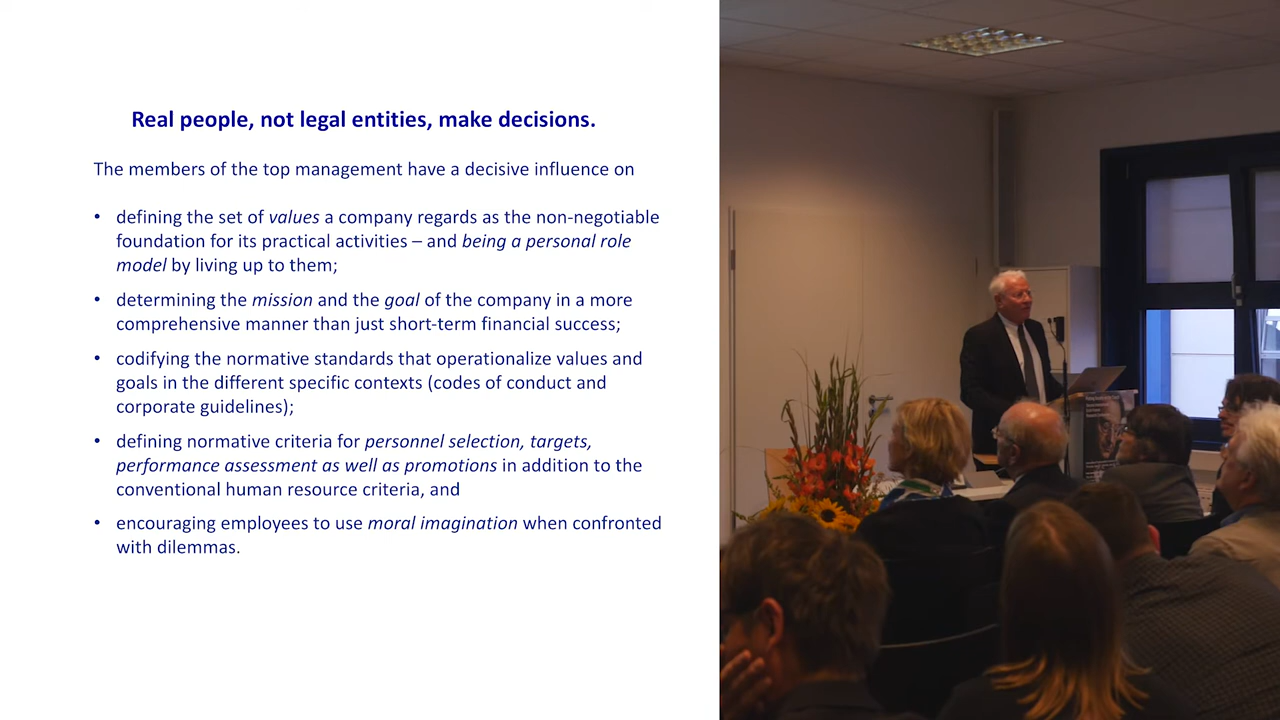 Real people, not legal entities, make decisions.
The members of the top management have a decisive influence on
• defining the set of values a company regards as the non-negotiable
foundation for its practical activities – and being a personal role
model by living up to them;
• determining the mission and the goal of the company in a more
comprehensive manner than just short-term financial success;
• codifying the normative standards that operationalize values and
goals in the different specific contexts (codes of conduct and
corporate guidelines);
• defining normative criteria for personnel selection, targets,
performance assessment as well as promotions in addition to the
conventional human resource criteria, and
• encouraging employees to use moral imagination when confronted
with dilemmas.